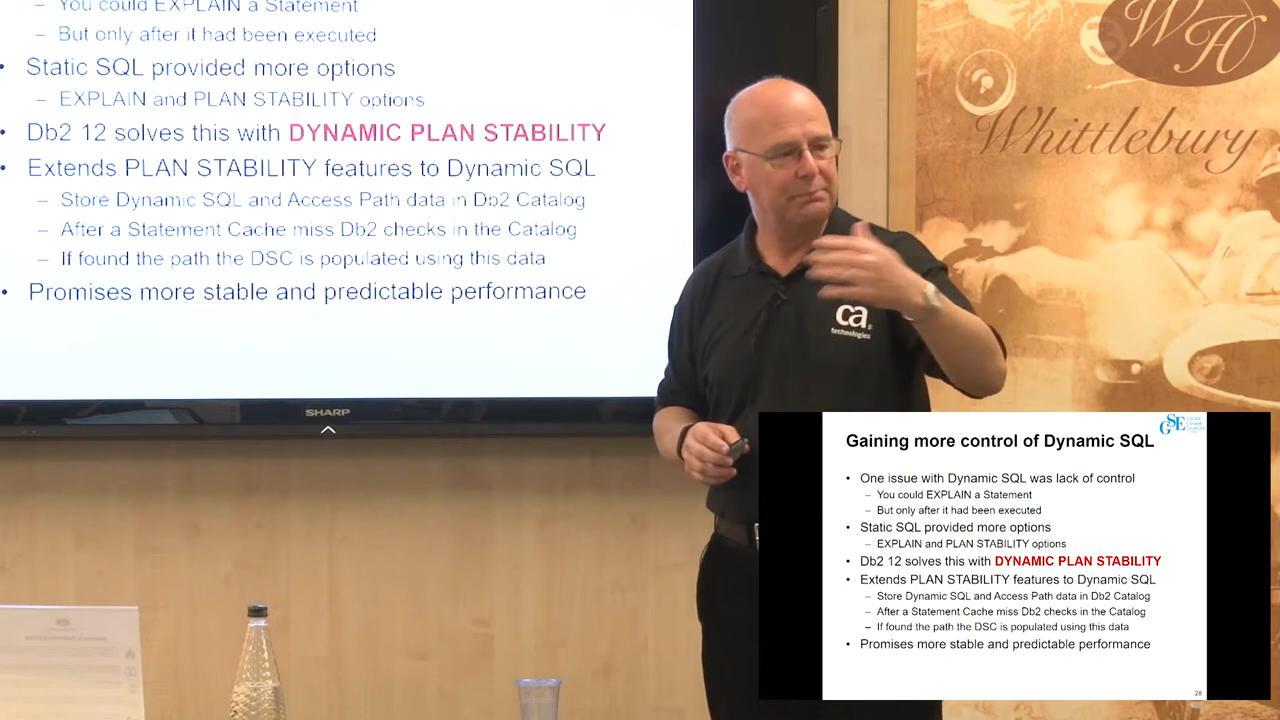 – You could EXPLAIN a Statement
– But only after it had been executed
• Static SQL provided more options
– EXPLAIN and PLAN STABILITY options
• Db2 12 solves this with DYNAMIC PLAN STABILITY
• Extends PLAN STABILITY features to Dynamic SQL
– Store Dynamic SQL and Access Path data in Db2 Catalog
– After a Statement Cache miss Db2 checks in the Catalog
– If found the path the DSC is populated using this data
• Promises more stable and predictable performance
SHARP
WH
Whittlebury
ca
technologies
GSE
Gaining more control of Dynamic SQL
• One issue with Dynamic SQL was lack of control
– You could EXPLAIN a Statement
– But only after it had been executed
• Static SQL provided more options
– EXPLAIN and PLAN STABILITY options
• Db2 12 solves this with DYNAMIC PLAN STABILITY
• Extends PLAN STABILITY features to Dynamic SQL
– Store Dynamic SQL and Access Path data in Db2 Catalog
– After a Statement Cache miss Db2 checks in the Catalog
– If found the path the DSC is populated using this data
• Promises more stable and predictable performance
28